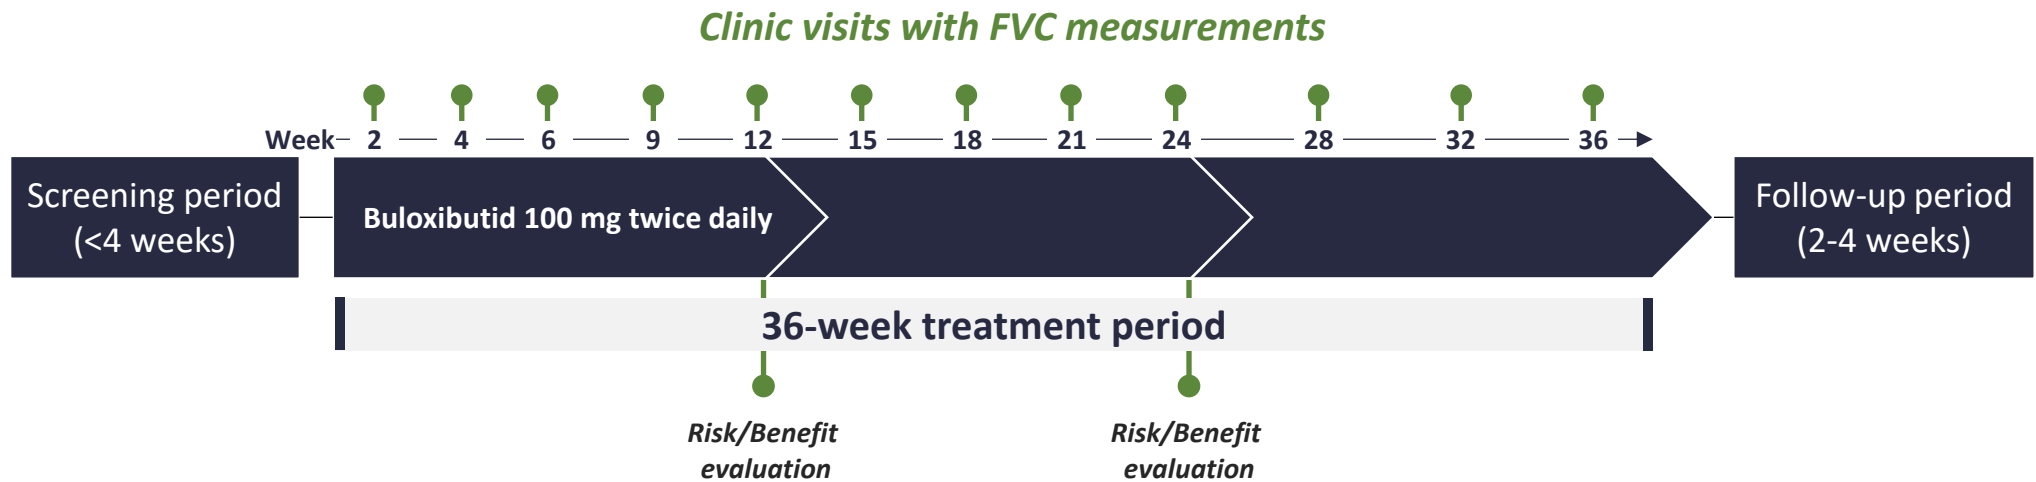 Clinic visits with FVC measurements
Week 2 4 6 9 12 15 18 21 24 28 32 36
Screening period
(<4 weeks)
Buloxibutid 100 mg twice daily
Follow-up period
(2-4 weeks)
36-week treatment period
Risk/Benefit
evaluation
Risk/Benefit
evaluation